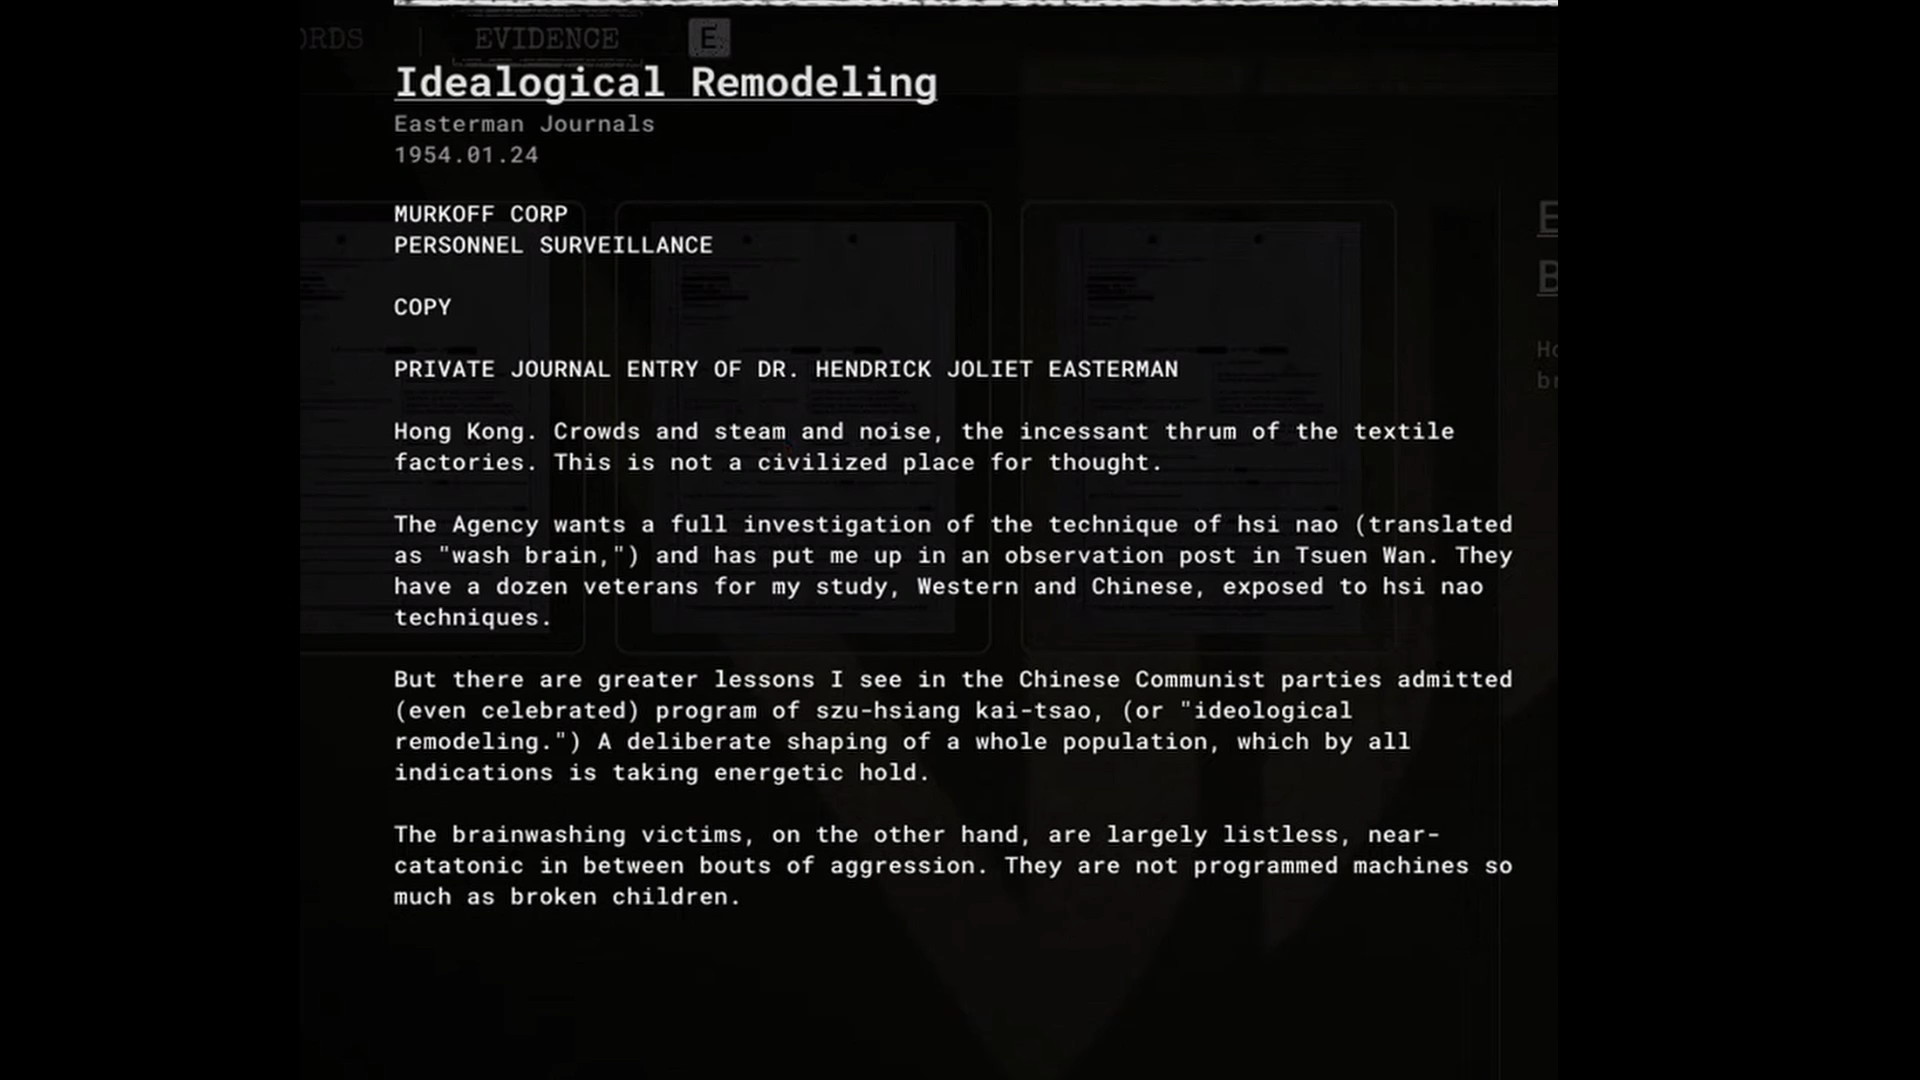 ORDS | EVIDENCE E
Idealogical Remodeling
Easterman Journals
1954.01.24
MURKOFF CORP
PERSONNEL SURVEILLANCE
COPY
PRIVATE JOURNAL ENTRY OF DR. HENDRICK JOLIET EASTERMAN
Hong Kong. Crowds and steam and noise, the incessant thrum of the textile
factories. This is not a civilized place for thought.
The Agency wants a full investigation of the technique of hsi nao (translated
as "wash brain,") and has put me up in an observation post in Tsuen Wan. They
have a dozen veterans for my study, Western and Chinese, exposed to hsi nao
techniques.
But there are greater lessons I see in the Chinese Communist parties admitted
(even celebrated) program of szu-hsiang kai-tsao, (or "ideological
remodeling.") A deliberate shaping of a whole population, which by all
indications is taking energetic hold.
The brainwashing victims, on the other hand, are largely listless, near-
catatonic in between bouts of aggression. They are not programmed machines so
much as broken children.